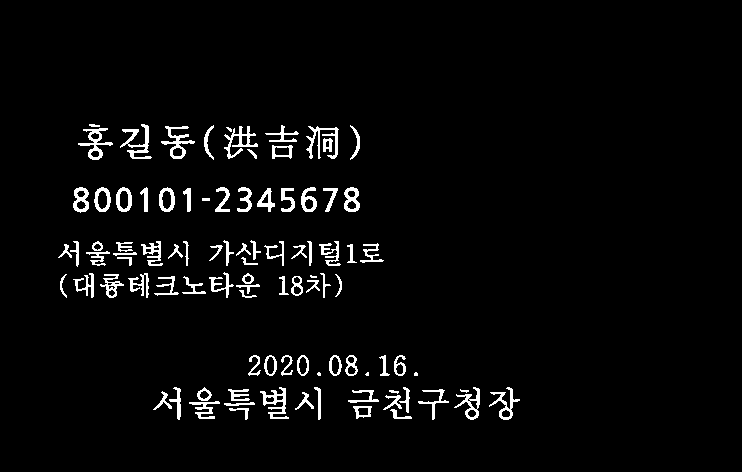 홍길동(洪吉洞)
800101-2345678
서울특별시 가산디지털1로
(대륭테크노타운 18차)
2020.08.16.
서울특별시 금천구청장